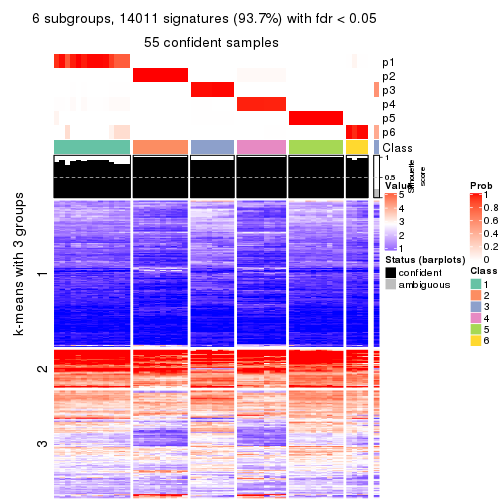 6 subgroups, 14011 signatures (93.7%) with fdr < 0.05
55 confident samples
p1
p2
p3
p4
p5
p6
Class
1
0.5
0
Silhouette
score
k-means with 3 groups
1
2
3
Value
5
4
3
2
1
Status (barplots)
confident
ambiguous
Prob
1
0.8
0.6
0.4
0.2
0
Class
1
2
3
4
5
6